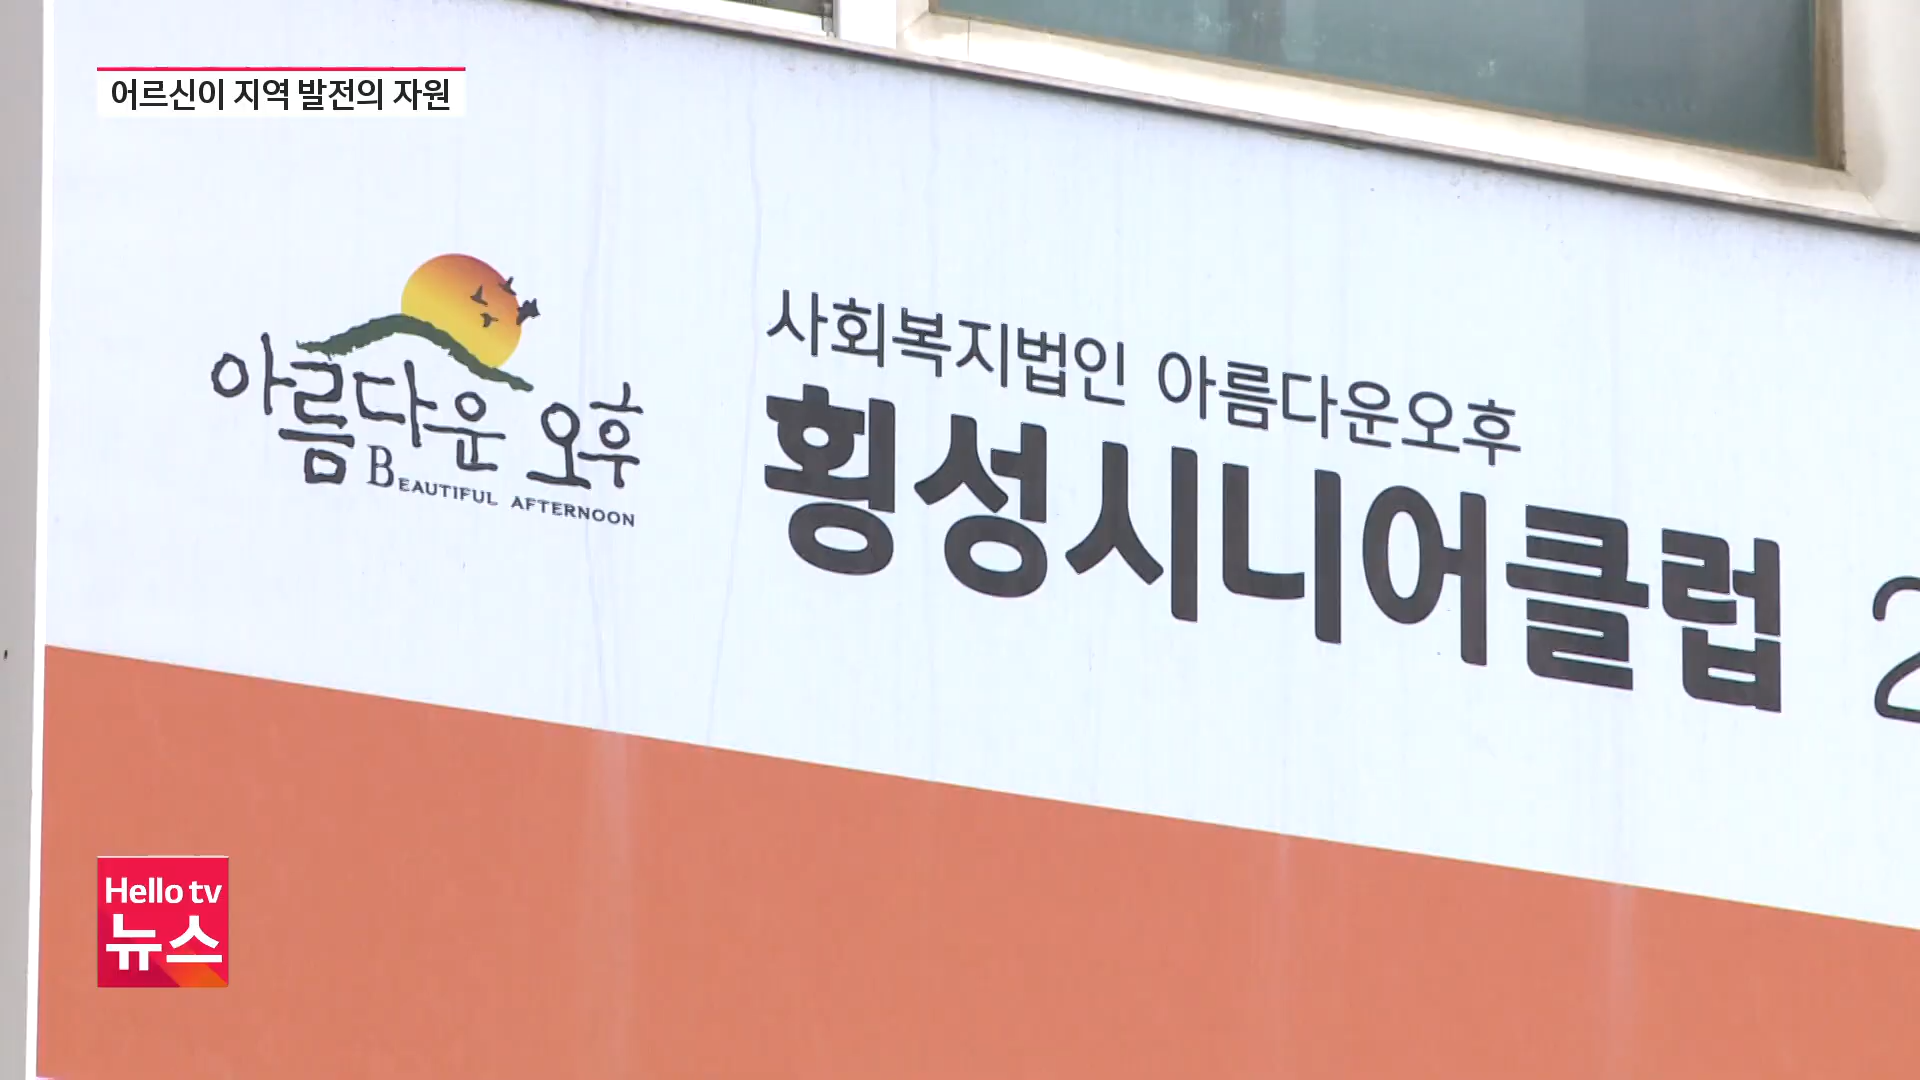 어르신이 지역 발전의 자원
아름다운 오후
BEAUTIFUL AFTERNOON
사회복지법인 아름다운오후
횡성시니어클럽 2
Hello tv
뉴스